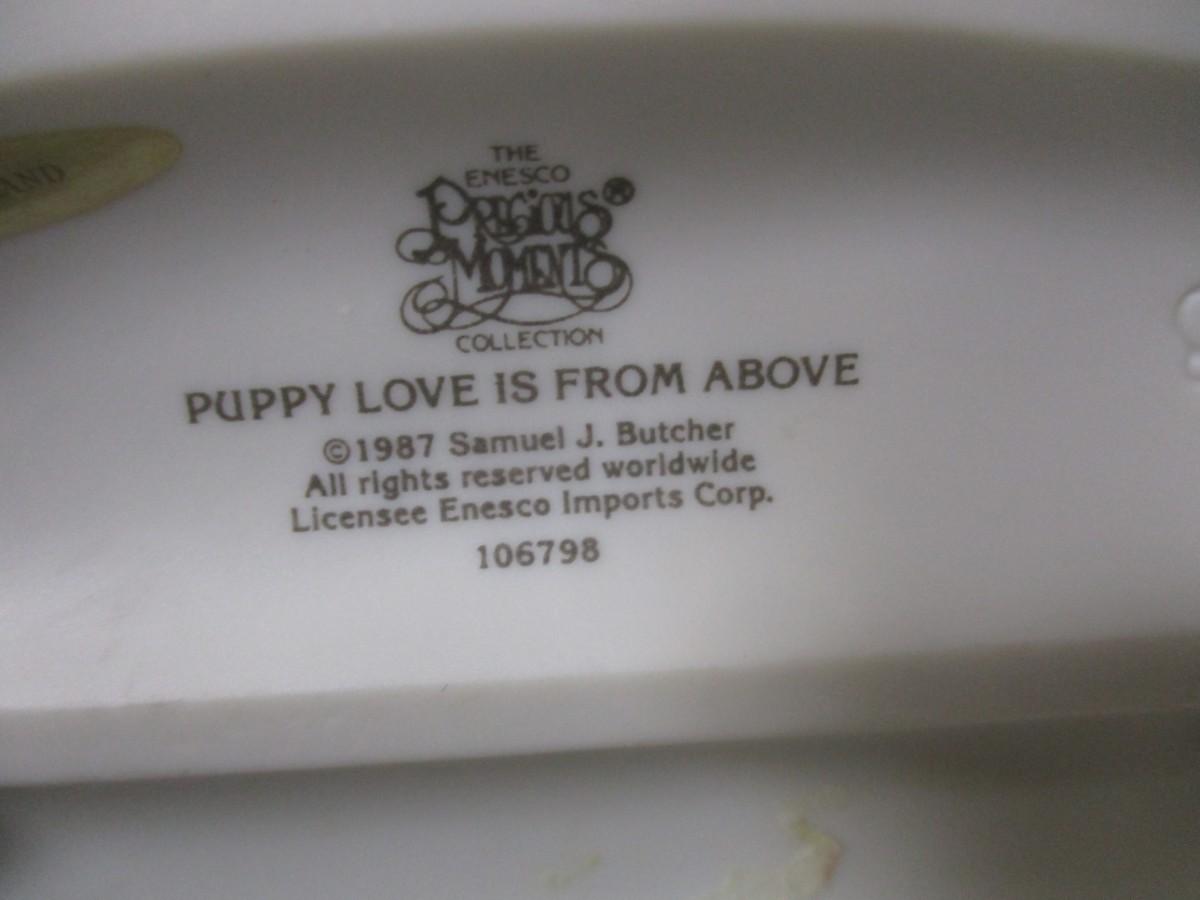 AND
THE
ENESCO
PRECIOUS®
MOMENTS
COLLECTION
PUPPY LOVE IS FROM ABOVE
©1987 Samuel J. Butcher
All rights reserved worldwide
Licensee Enesco Imports Corp.
106798